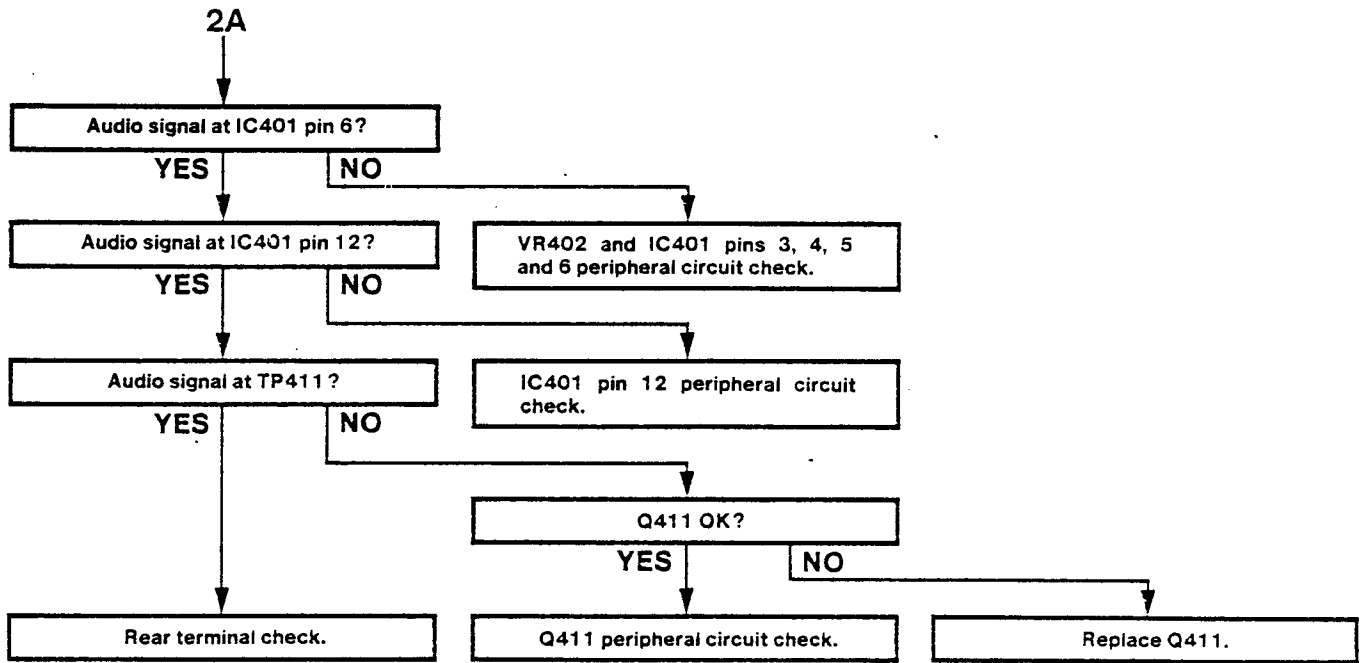 2A
Audio signal at IC401 pin 6?
YES
NO
Audio signal at IC401 pin 12?
VR402 and IC401 pins 3, 4, 5
and 6 peripheral circuit check.
YES
NO
Audio signal at TP411?
IC401 pin 12 peripheral circuit
check.
YES
NO
Q411 OK?
YES
NO
Rear terminal check.
Q411 peripheral circuit check.
Replace Q411.